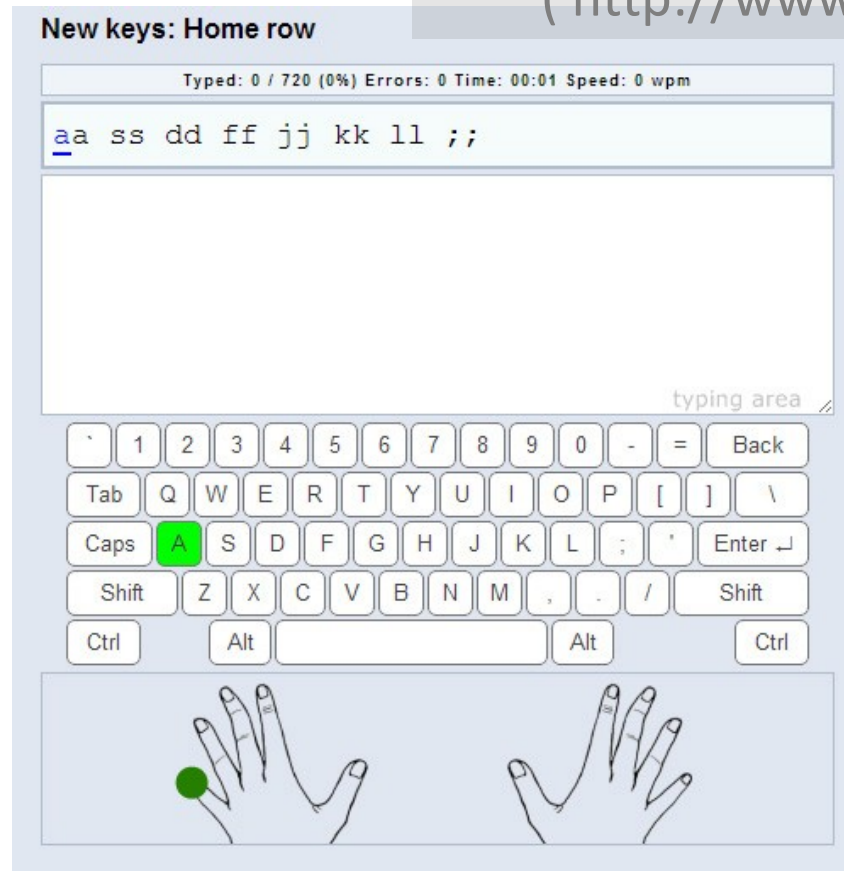 ( http://www
New keys: Home row
Typed: 0 / 720 (0%) Errors: 0 Time: 00:01 Speed: 0 wpm
aa ss dd ff jj kk ll ;;
typing area
` 1 2 3 4 5 6 7 8 9 0 - = Back
Tab Q W E R T Y U I O P [ ] \
Caps A S D F G H J K L ; ' Enter ↵
Shift Z X C V B N M , . / Shift
Ctrl Alt Alt Ctrl